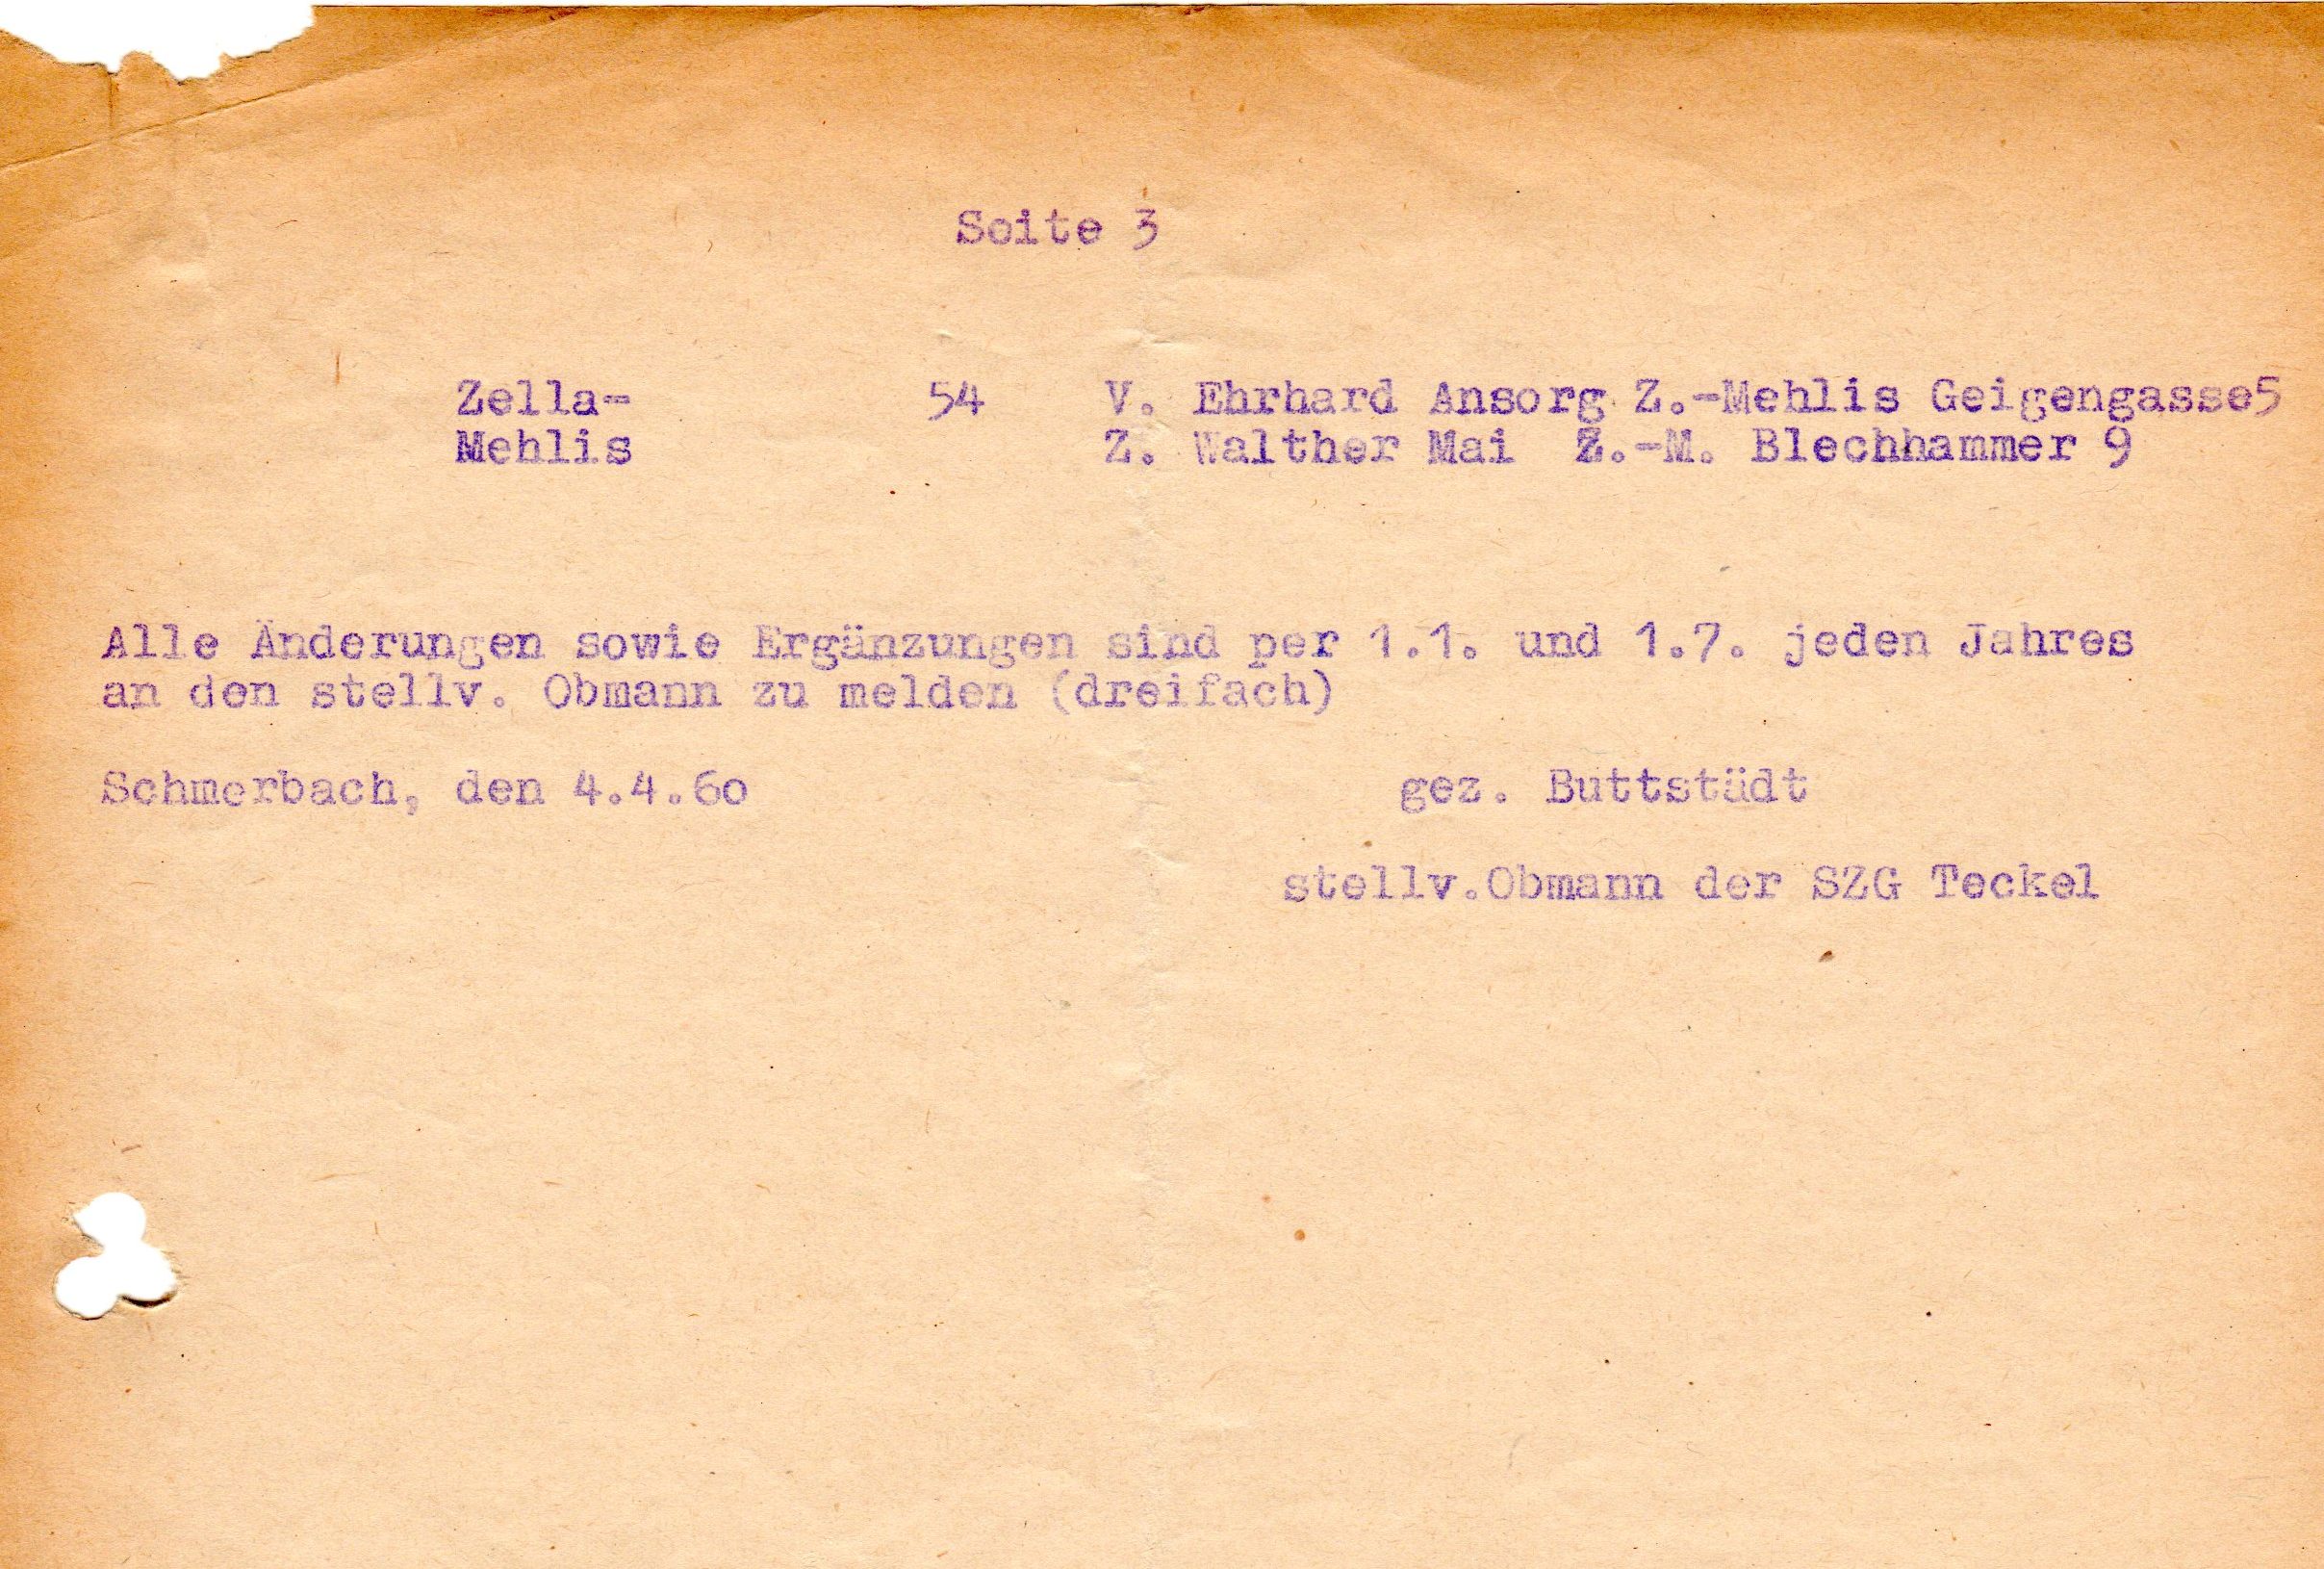 Seite 3
Zella- 54 V. Ehrhard Ansorg Z.-Mehlis Geigengasse5
Mehlis Z. Walther Mai Z.-M. Blechhammer 9
Alle Änderungen sowie Ergänzungen sind per 1.1. und 1.7. jeden Jahres
an den stellv. Obmann zu melden (dreifach)
Schmerbach, den 4.4.60 gez. Buttstädt
stellv.Obmann der SZG Teckel